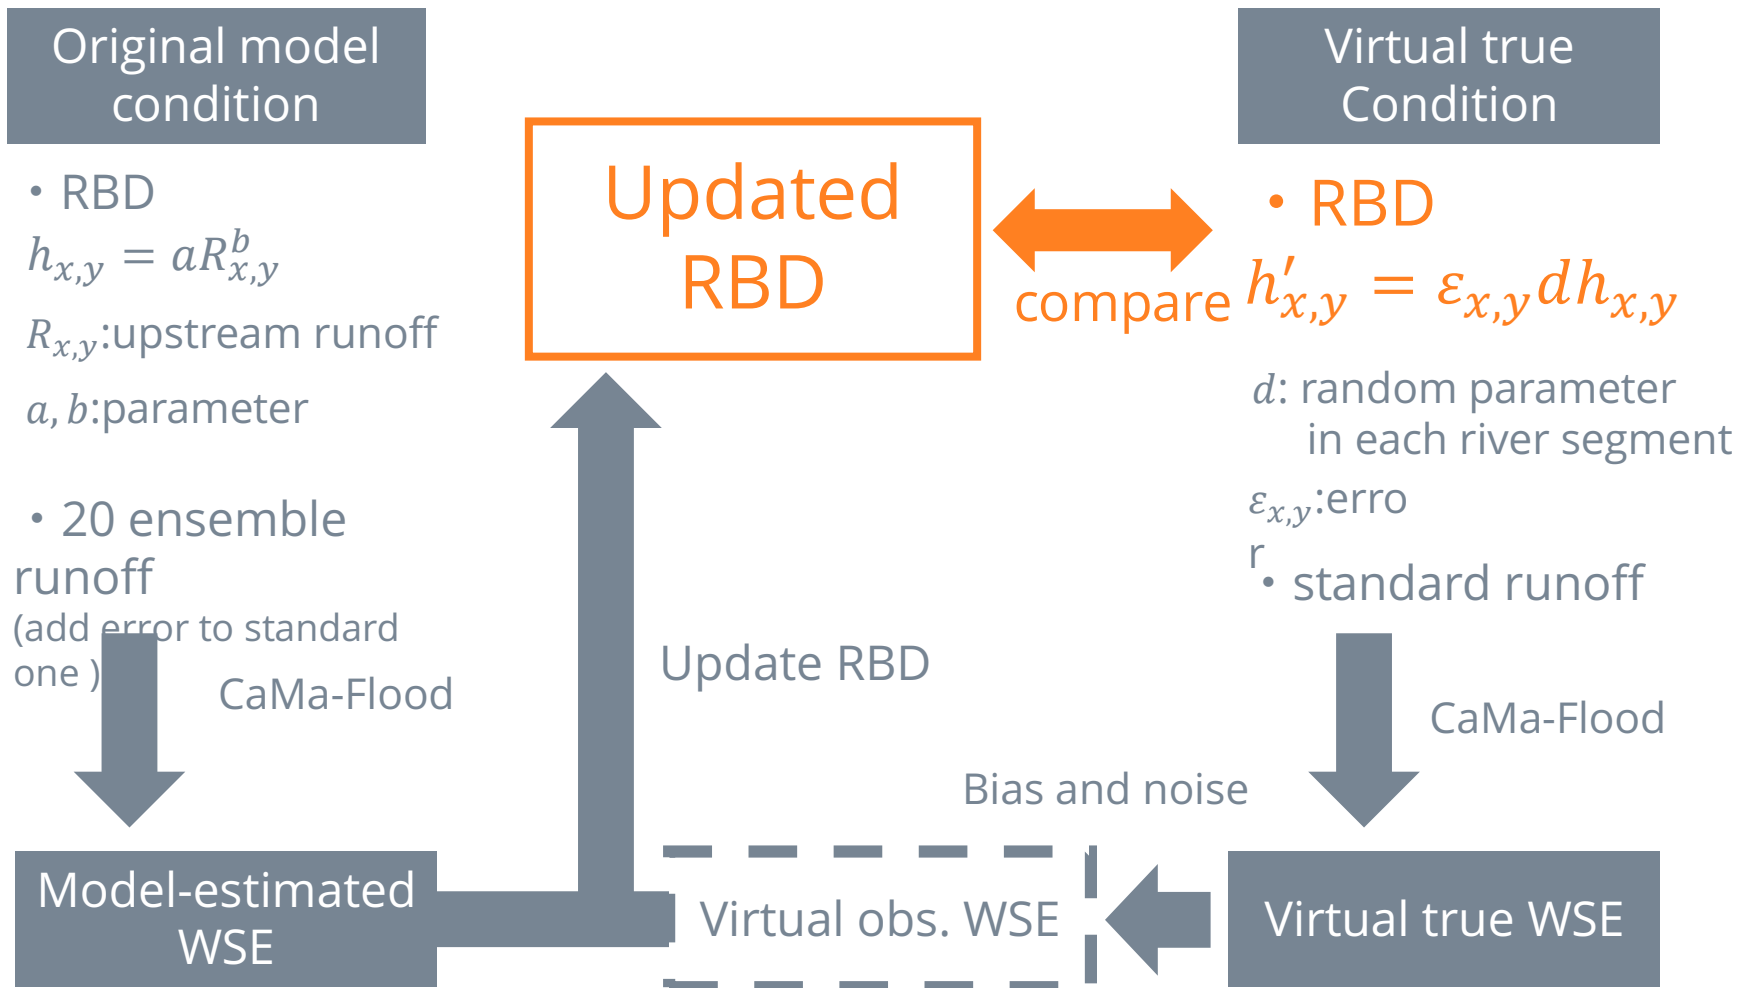 Original model
condition
・RBD
h_{x,y} = aR_{x,y}^{b}
R_{x,y}:upstream runoff
a, b:parameter
・20 ensemble
runoff
(add error to standard
one )
CaMa-Flood
Model-estimated
WSE
Updated
RBD
compare
Update RBD
Bias and noise
Virtual obs. WSE
Virtual true
Condition
・RBD
h'_{x,y} = ε_{x,y}dh_{x,y}
d: random parameter
in each river segment
ε_{x,y}:erro
r
・standard runoff
CaMa-Flood
Virtual true WSE